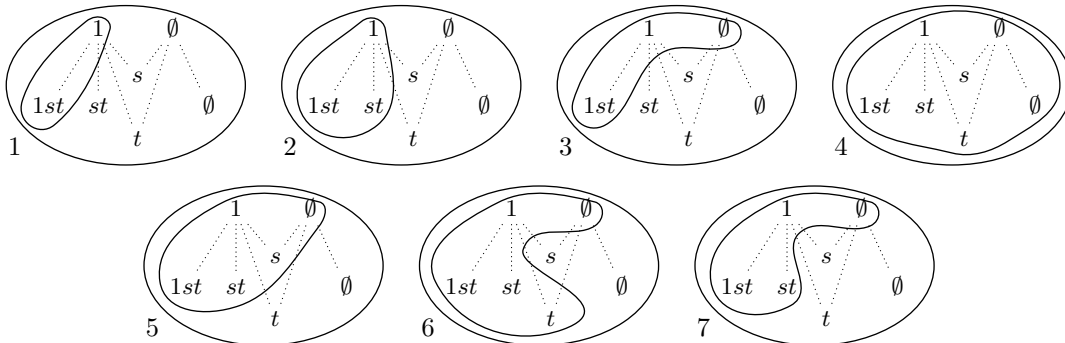 1 ∅ 1 ∅ 1 ∅ 1 ∅
s s s s
1st st ∅ 1st st ∅ 1st st ∅ 1st st ∅
t t t t
1 2 3 4
1 ∅ 1 ∅ 1 ∅
s s s
1st st ∅ 1st st ∅ 1st st ∅
t t t
5 6 7